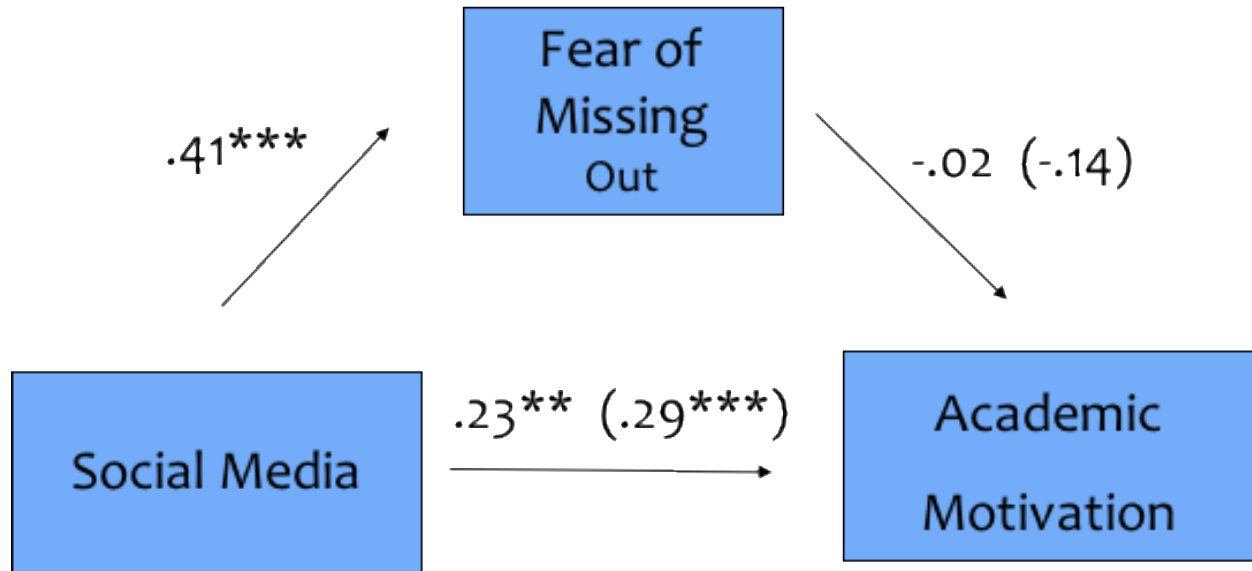 Fear of
Missing
Out
.41***
-.02 (-.14)
.23** (.29***)
Social Media
Academic
Motivation